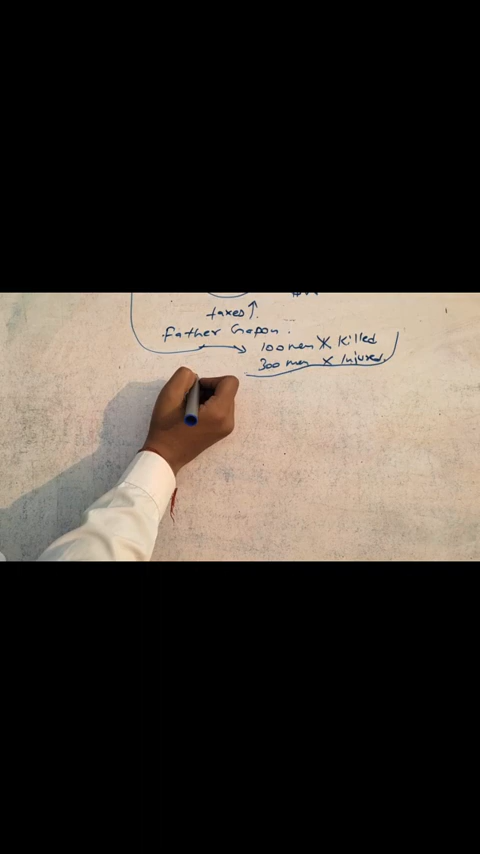 taxes↑.
Father Gapon.
100 men X Killed
300 men X Injured